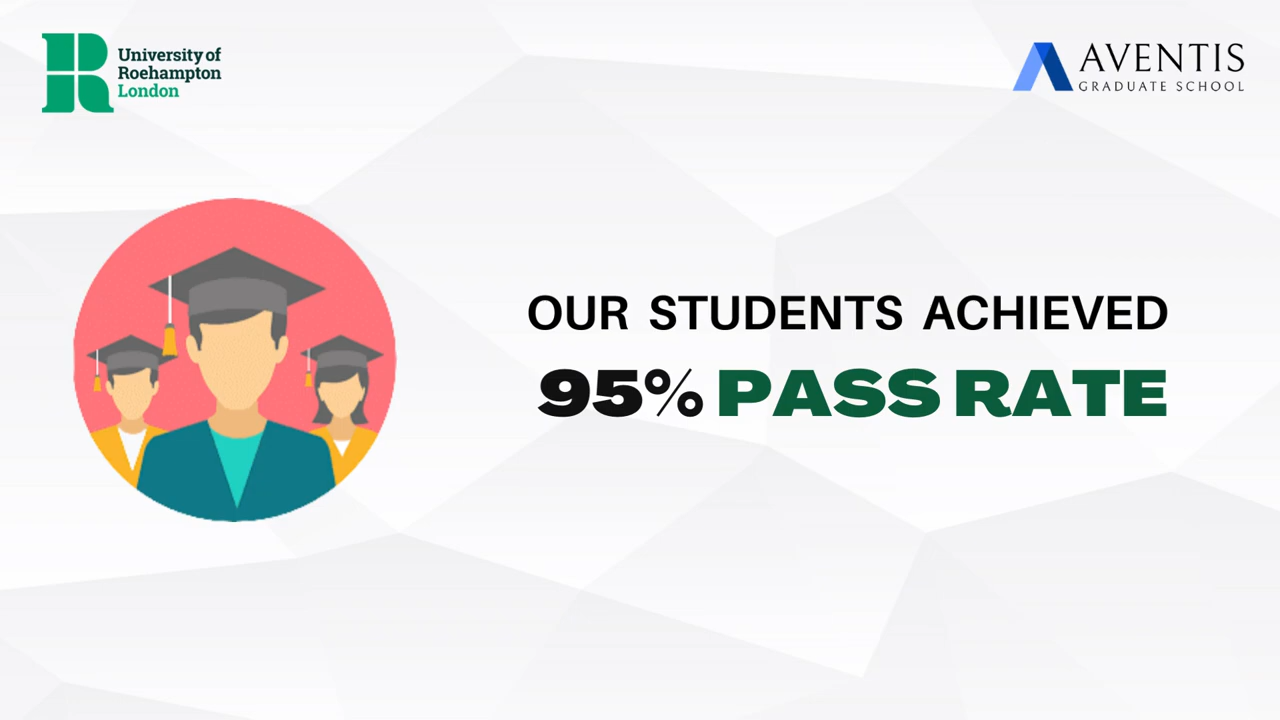 University of
Roehampton
London
AVENTIS
GRADUATE SCHOOL
OUR STUDENTS ACHIEVED
95% PASS RATE